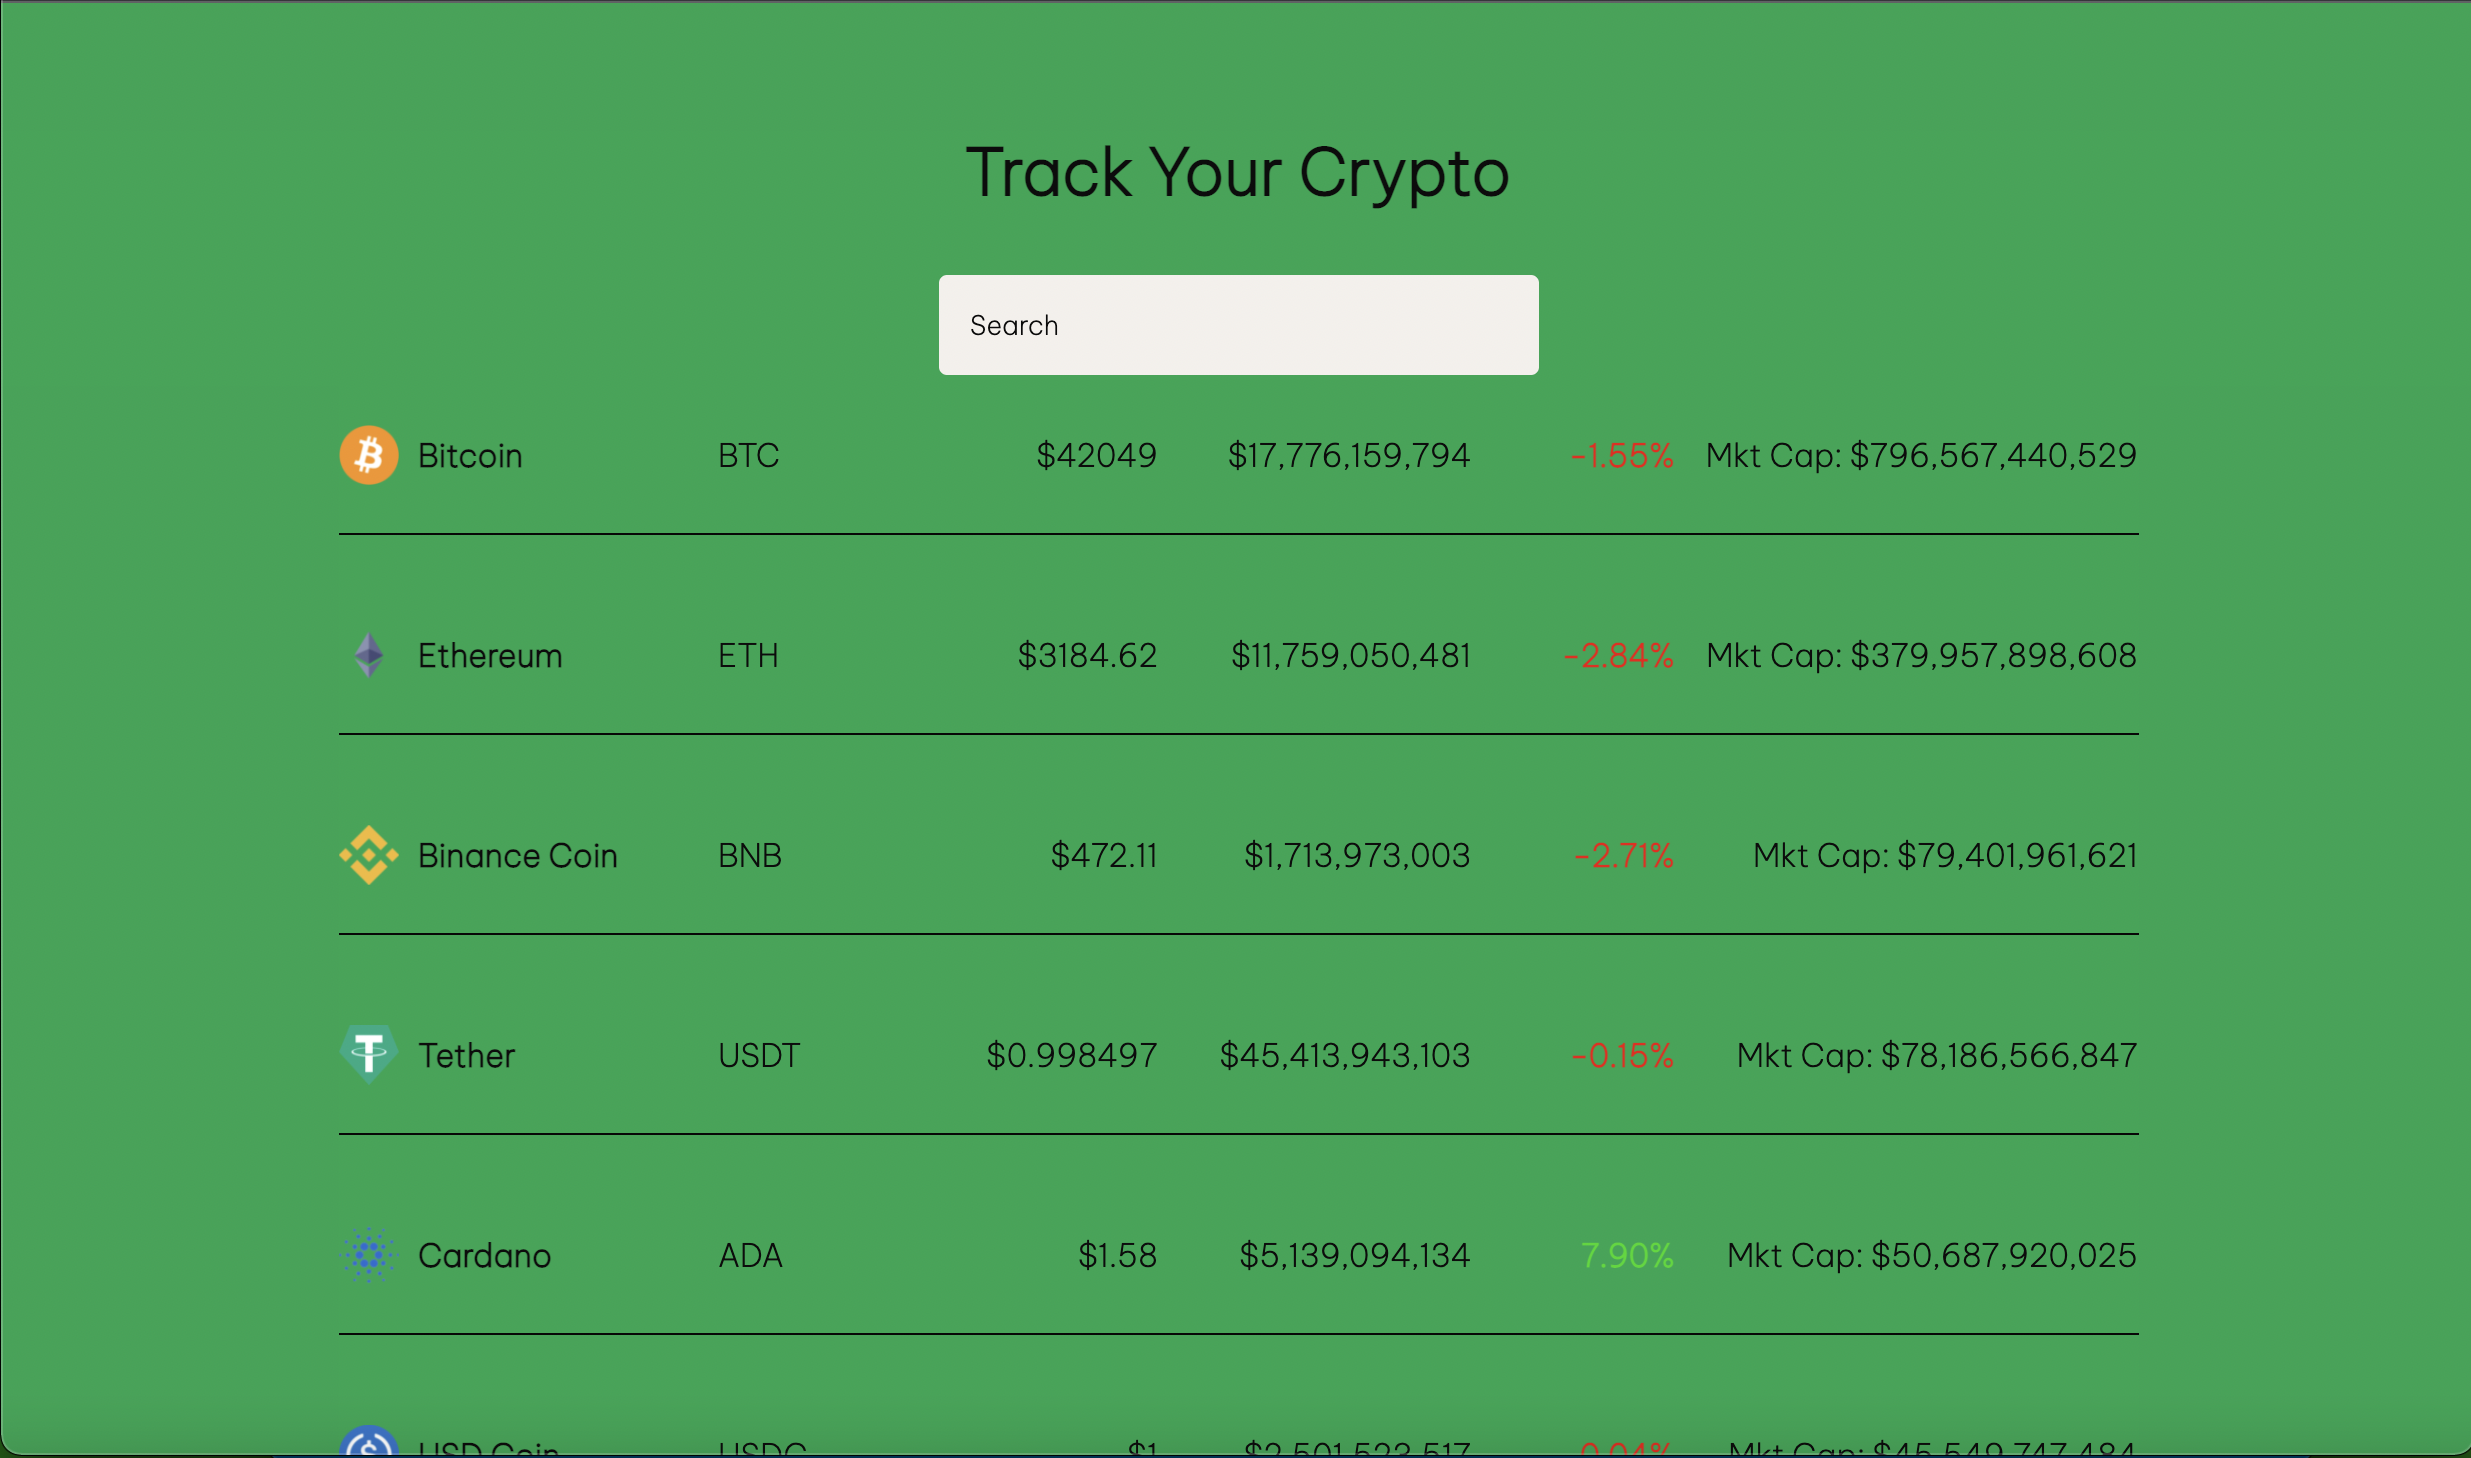 Track Your Crypto
Search
Bitcoin BTC $42049 $17,776,159,794 -1.55% Mkt Cap: $796,567,440,529
Ethereum ETH $3184.62 $11,759,050,481 -2.84% Mkt Cap: $379,957,898,608
Binance Coin BNB $472.11 $1,713,973,003 -2.71% Mkt Cap: $79,401,961,621
Tether USDT $0.998497 $45,413,943,103 -0.15% Mkt Cap: $78,186,566,847
Cardano ADA $1.58 $5,139,094,134 7.90% Mkt Cap: $50,687,920,025
USD Coin USDC $1 Mkt Cap: